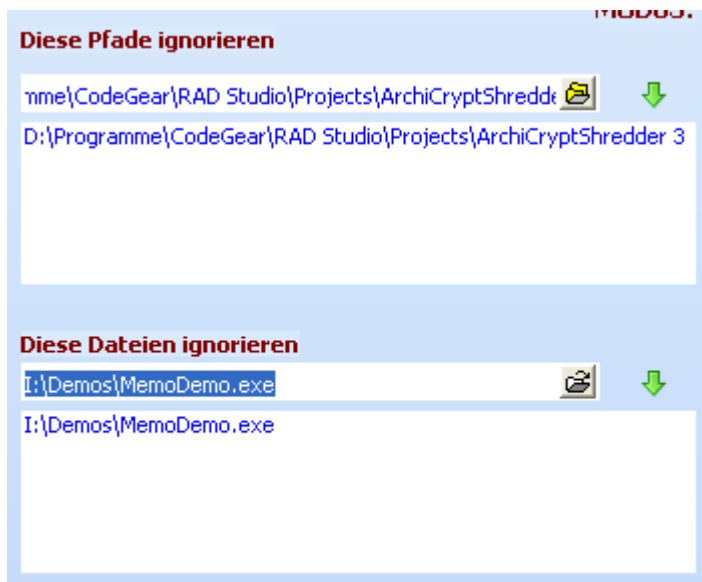 Diese Pfade ignorieren
mme\CodeGear\RAD Studio\Projects\ArchiCryptShredde
D:\Programme\CodeGear\RAD Studio\Projects\ArchiCryptShredder 3
Diese Dateien ignorieren
I:\Demos\MemoDemo.exe
I:\Demos\MemoDemo.exe